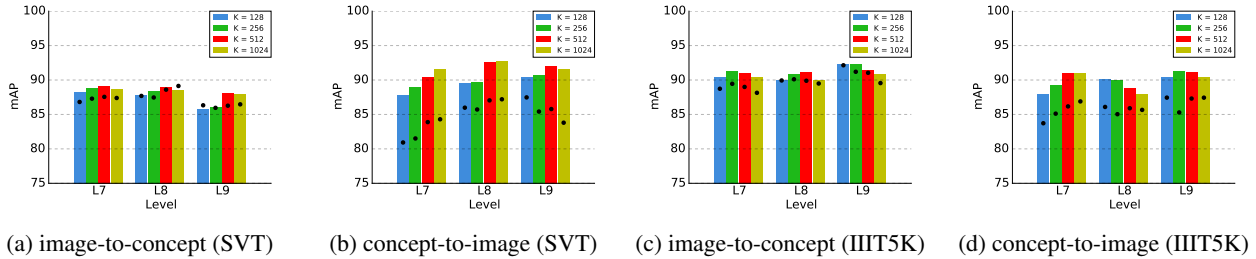 100
95
90
85
80
75
mAP
L7
L8
L9
Level
K = 128
K = 256
K = 512
K = 1024
(a) image-to-concept (SVT)
100
95
90
85
80
75
mAP
L7
L8
L9
Level
K = 128
K = 256
K = 512
K = 1024
(b) concept-to-image (SVT)
100
95
90
85
80
75
mAP
L7
L8
L9
Level
K = 128
K = 256
K = 512
K = 1024
(c) image-to-concept (IIIT5K)
100
95
90
85
80
75
mAP
L7
L8
L9
Level
K = 128
K = 256
K = 512
K = 1024
(d) concept-to-image (IIIT5K)